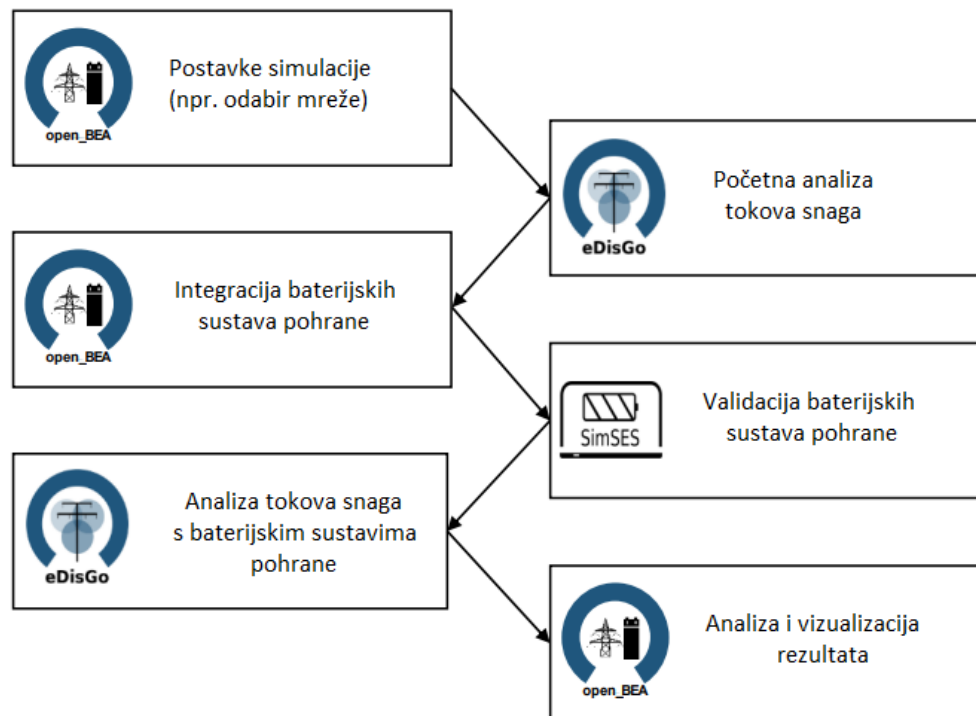 Postavke simulacije
(npr. odabir mreže)
open_BEA
Početna analiza
tokova snaga
eDisGo
Integracija baterijskih
sustava pohrane
open_BEA
Validacija baterijskih
sustava pohrane
SimSES
Analiza tokova snaga
s baterijskim sustavima
pohrane
eDisGo
Analiza i vizualizacija
rezultata
open_BEA